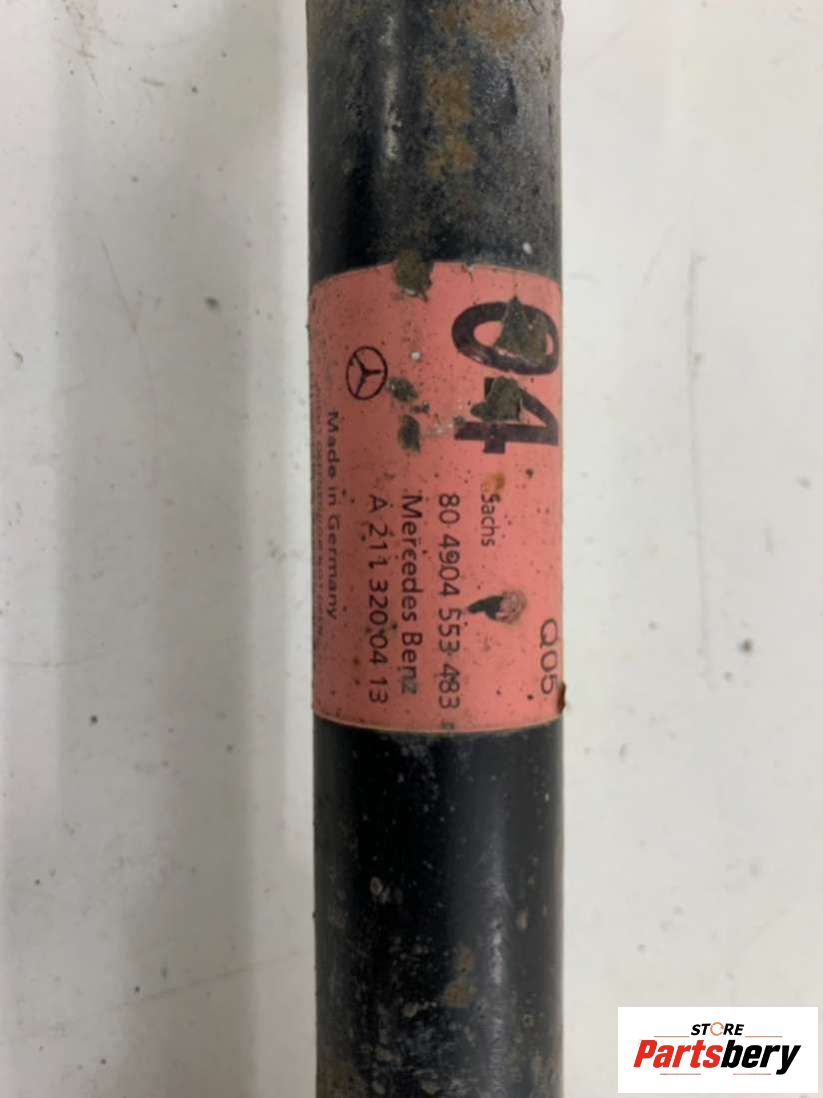 04
Q05
Sachs
80 4904 553 483
Mercedes Benz
A 211 320 04 13
Made in Germany
STORE
Partsbery